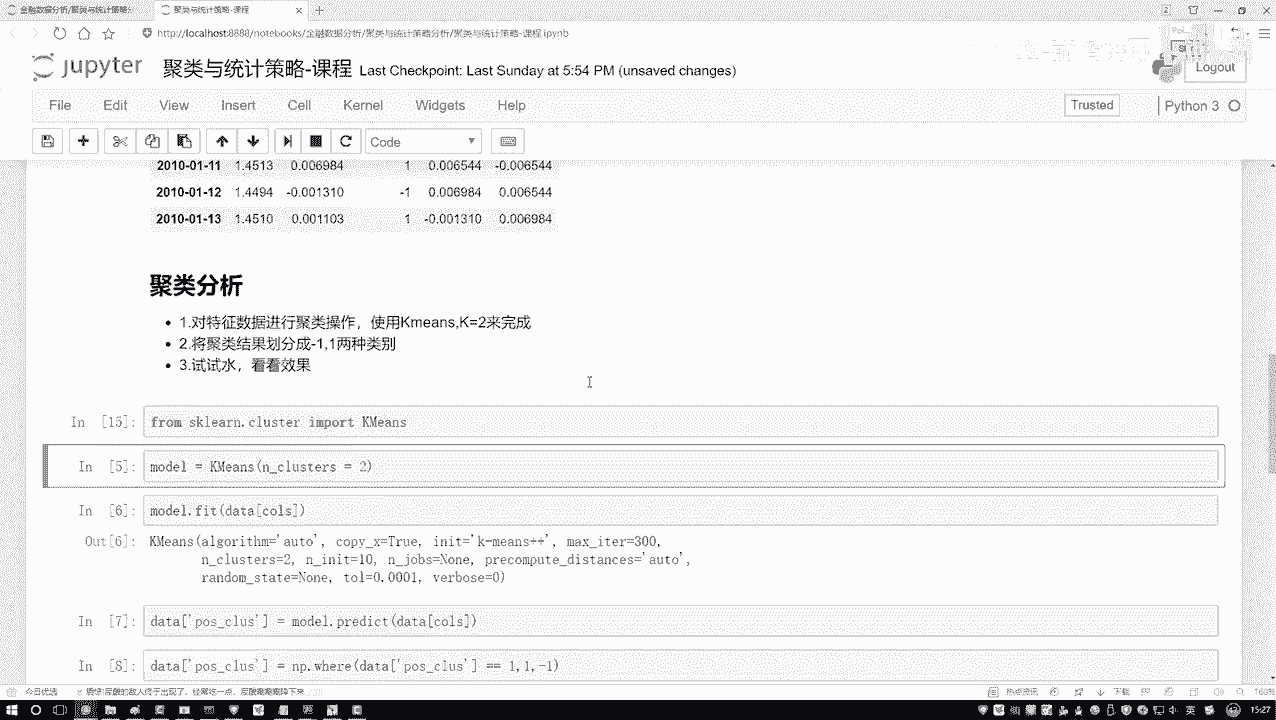 金融数据分析/聚类与统计策略分
聚类与统计策略-课程
http://localhost:8888/notebooks/金融数据分析/聚类与统计策略分析/聚类与统计策略-课程.ipynb
jupyter 聚类与统计策略-课程 Last Checkpoint: Last Sunday at 5:54 PM (unsaved changes)
Logout
File Edit View Insert Cell Kernel Widgets Help
Trusted Python 3
Code
2010-01-11 1.4513 0.006984 1 0.006544 -0.006544
2010-01-12 1.4494 -0.001310 -1 0.006984 0.006544
2010-01-13 1.4510 0.001103 1 -0.001310 0.006984
聚类分析
1.对特征数据进行聚类操作，使用Kmeans,K=2来完成
2.将聚类结果划分成-1,1两种类别
3.试试水，看看效果
In [15]: from sklearn.cluster import KMeans
In [5]: model = KMeans(n_clusters = 2)
In [6]: model.fit(data[cols])
Out[6]: KMeans(algorithm='auto', copy_x=True, init='k-means++', max_iter=300,
n_clusters=2, n_init=10, n_jobs=None, precompute_distances='auto',
random_state=None, tol=0.0001, verbose=0)
In [7]: data['pos_clus'] = model.predict(data[cols])
In [8]: data['pos_clus'] = np.where(data['pos_clus'] == 1,1,-1)
今日优选
热点资讯
下载
160%
英
15:27